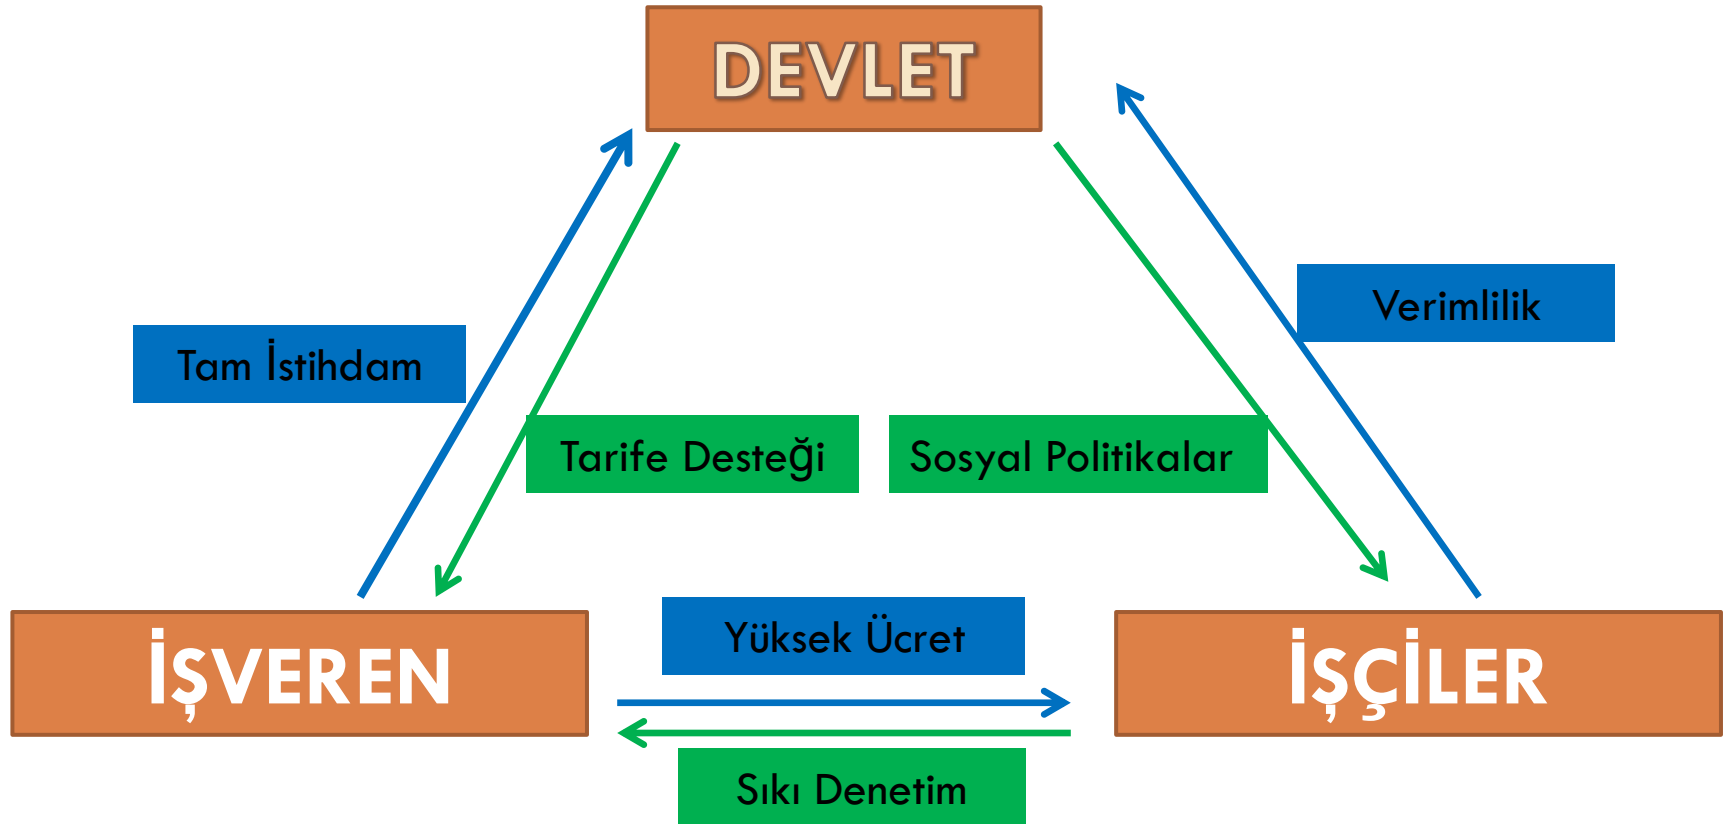 DEVLET
Verimlilik
Tam İstihdam
Tarife Desteği
Sosyal Politikalar
Yüksek Ücret
İŞVEREN
İŞÇİLER
Sıkı Denetim